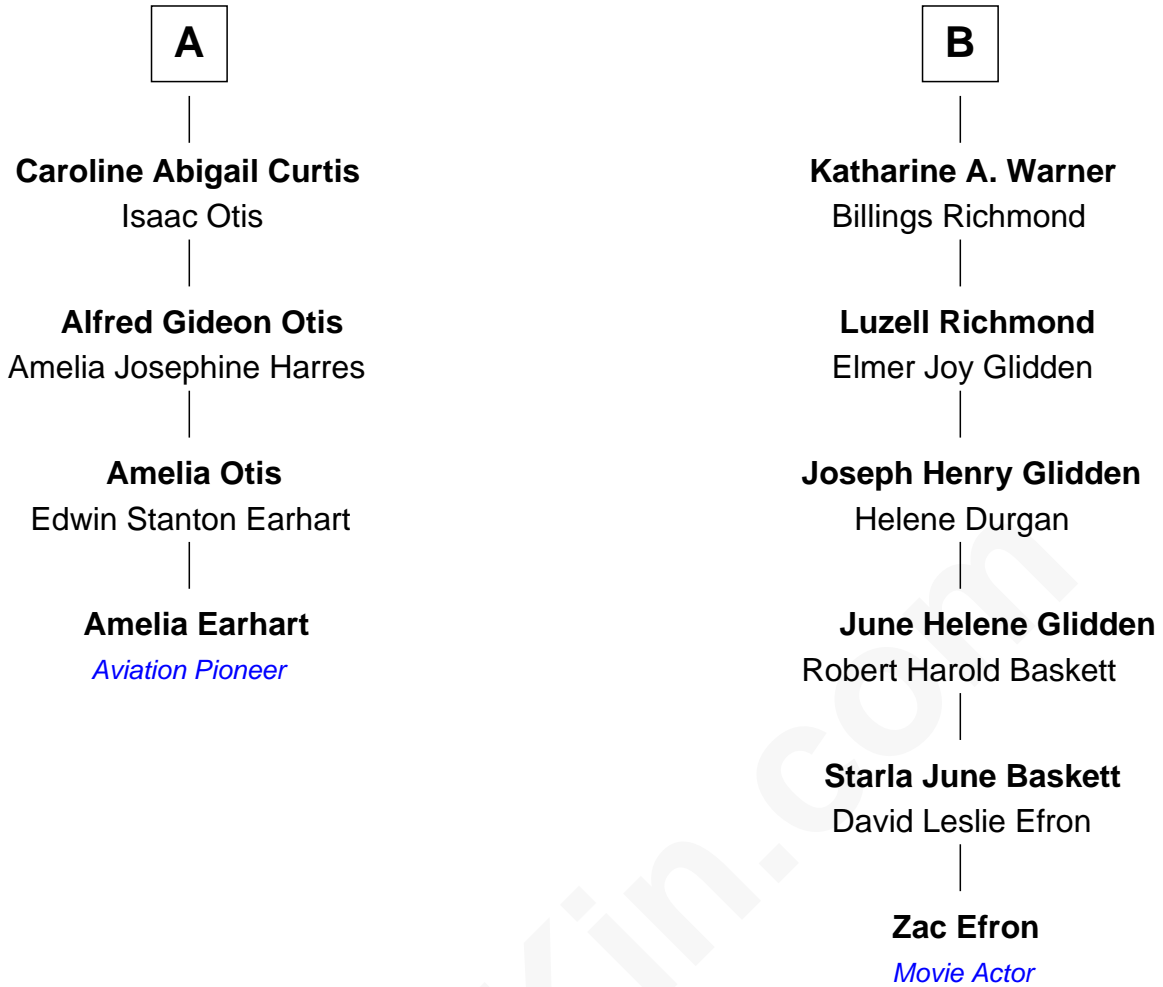 A
Caroline Abigail Curtis
Isaac Otis
Alfred Gideon Otis
Amelia Josephine Harres
Amelia Otis
Edwin Stanton Earhart
Amelia Earhart
Aviation Pioneer
B
Katharine A. Warner
Billings Richmond
Luzell Richmond
Elmer Joy Glidden
Joseph Henry Glidden
Helene Durgan
June Helene Glidden
Robert Harold Baskett
Starla June Baskett
David Leslie Efron
Zac Efron
Movie Actor
Kin.com